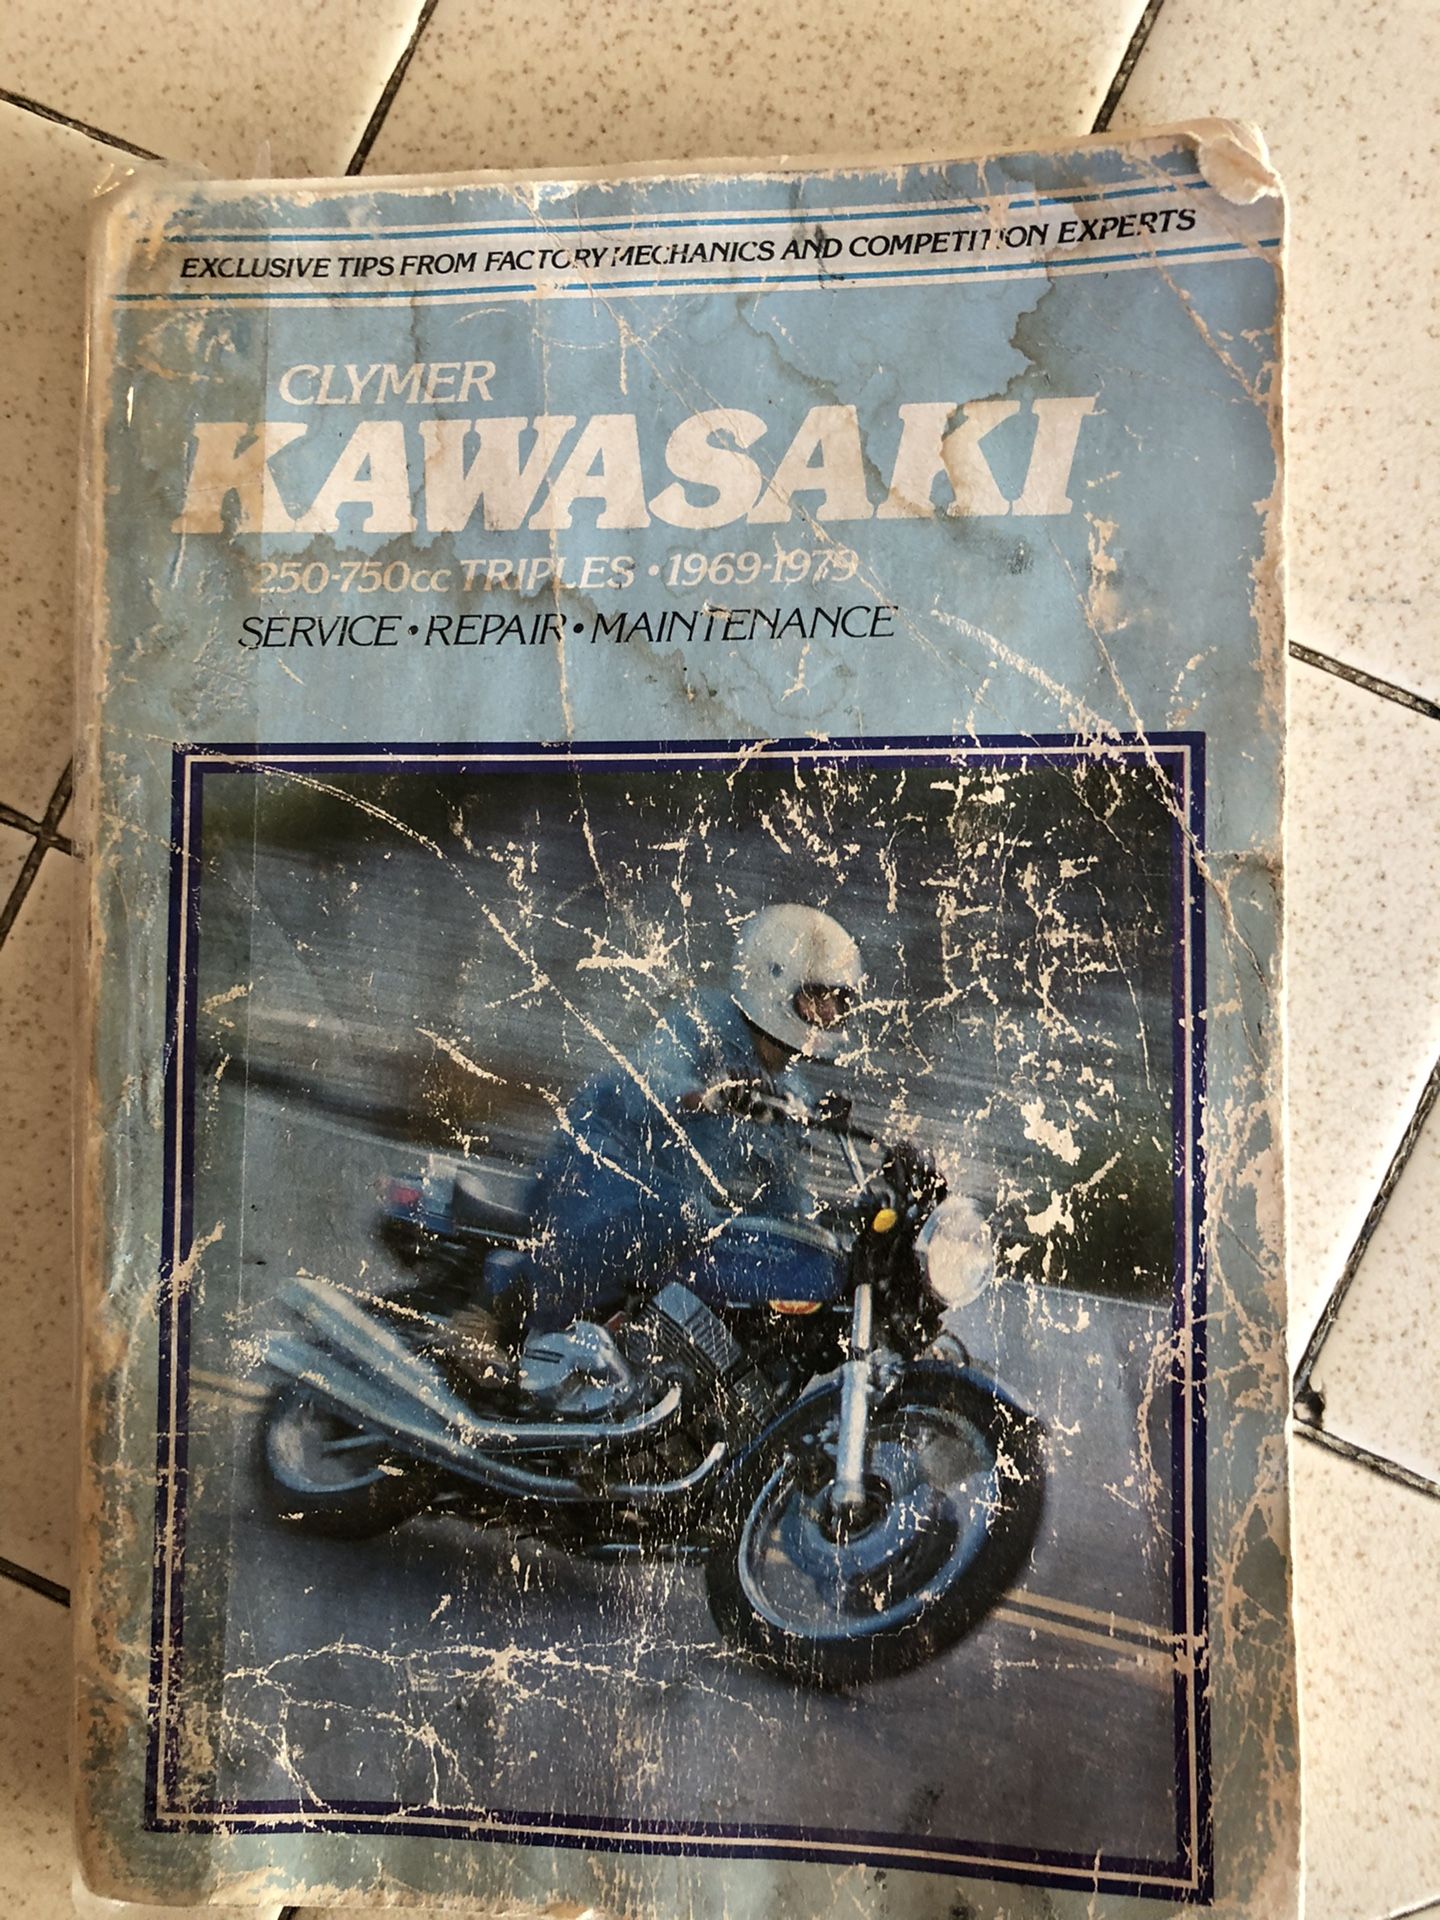 EXCLUSIVE TIPS FROM FACTORY MECHANICS AND COMPETITION EXPERTS
CLYMER
KAWASAKI
250-750cc TRIPLES • 1969-1979
SERVICE • REPAIR • MAINTENANCE